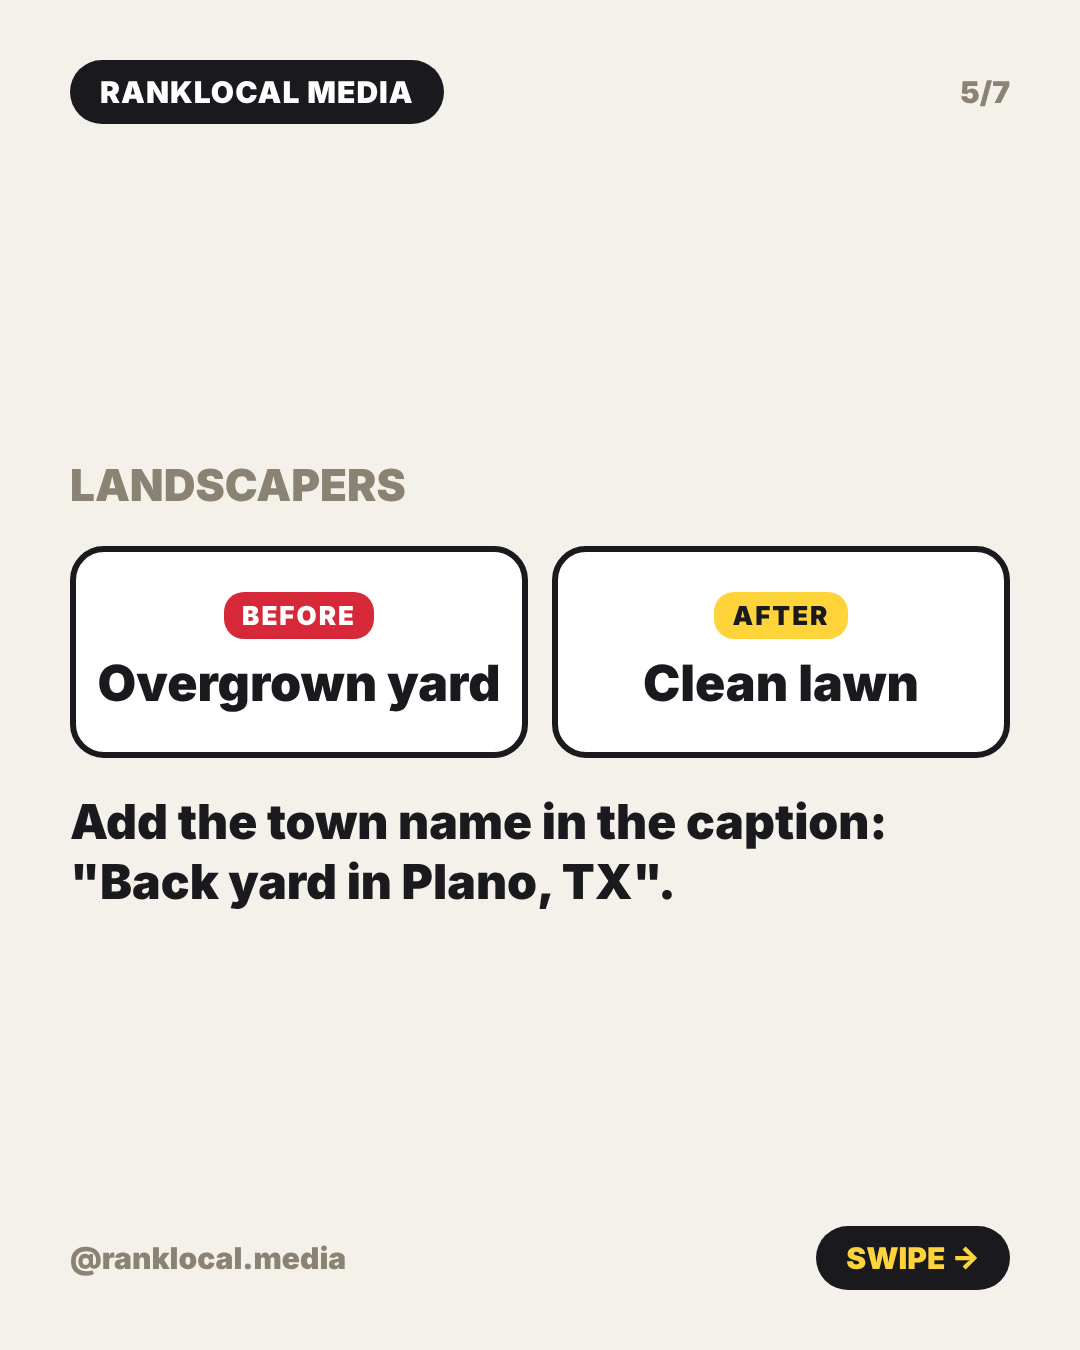 RANKLOCAL MEDIA
5/7
LANDSCAPERS
BEFORE
Overgrown yard
AFTER
Clean lawn
Add the town name in the caption:
"Back yard in Plano, TX".
@ranklocal.media
SWIPE →